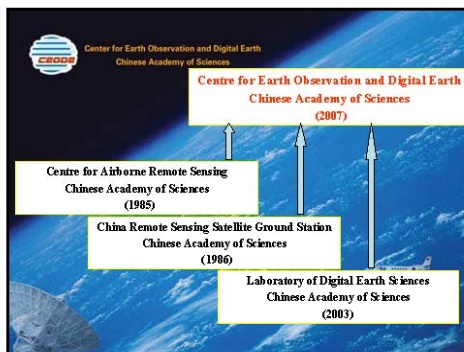 CEODE
Center for Earth Observation and Digital Earth
Chinese Academy of Sciences
Centre for Earth Observation and Digital Earth
Chinese Academy of Sciences
(2007)
Centre for Airborne Remote Sensing
Chinese Academy of Sciences
(1985)
China Remote Sensing Satellite Ground Station
Chinese Academy of Sciences
(1986)
Laboratory of Digital Earth Sciences
Chinese Academy of Sciences
(2003)